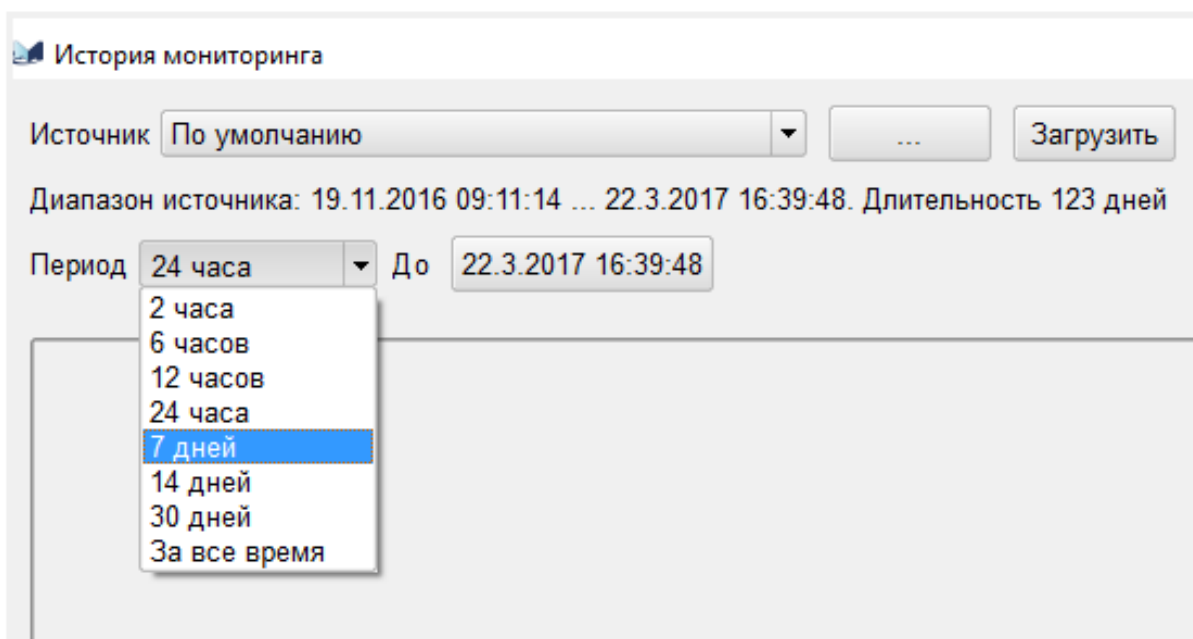 История мониторинга
Источник По умолчанию ... Загрузить
Диапазон источника: 19.11.2016 09:11:14 ... 22.3.2017 16:39:48. Длительность 123 дней
Период 24 часа До 22.3.2017 16:39:48
2 часа
6 часов
12 часов
24 часа
7 дней
14 дней
30 дней
За все время